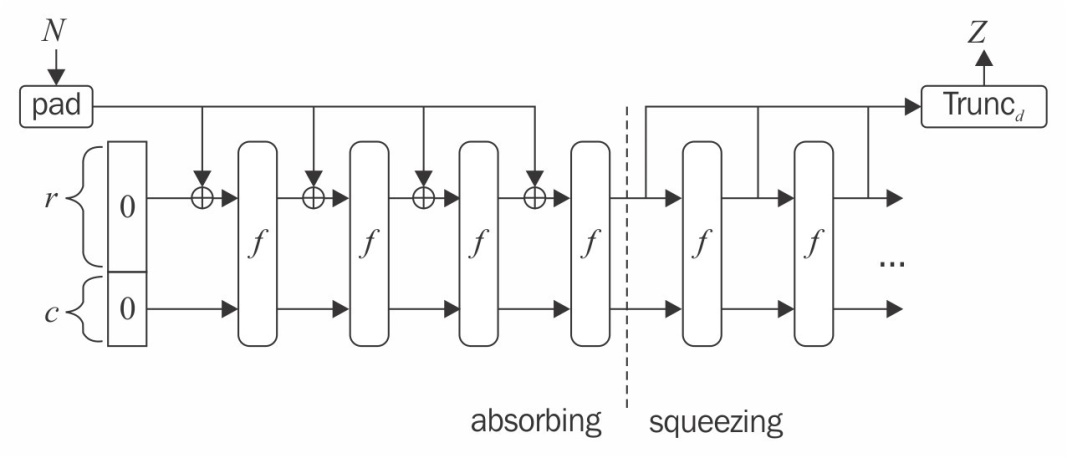 N
Z
pad
Trunc_d
r
0
f f f f f f
...
c
0
absorbing squeezing